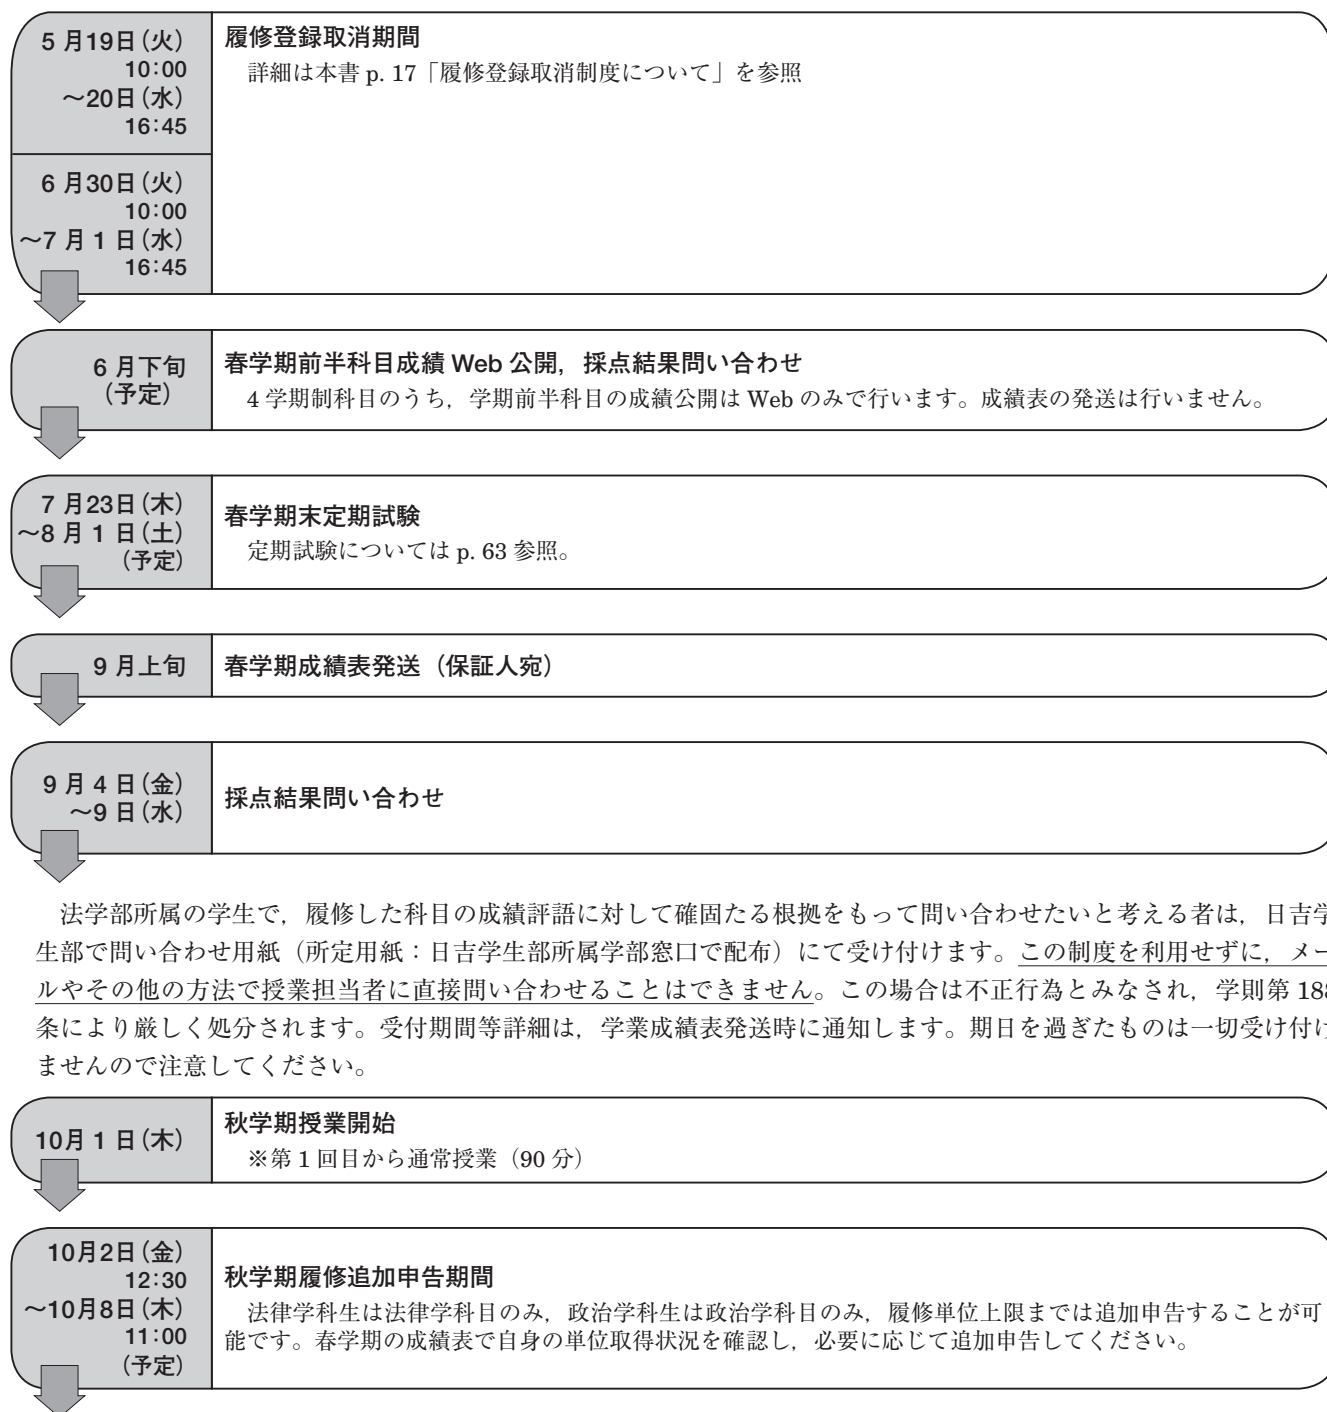 5月19日(火)
10:00
～20日(水)
16:45
履修登録取消期間
詳細は本書 p. 17「履修登録取消制度について」を参照
6月30日(火)
10:00
～7月1日(水)
16:45
6月下旬
(予定)
春学期前半科目成績 Web 公開，採点結果問い合わせ
4学期制科目のうち，学期前半科目の成績公開は Web のみで行います。成績表の発送は行いません。
7月23日(木)
～8月1日(土)
(予定)
春学期末定期試験
定期試験については p. 63 参照。
9月上旬
春学期成績表発送（保証人宛）
9月4日(金)
～9日(水)
採点結果問い合わせ
法学部所属の学生で，履修した科目の成績評語に対して確固たる根拠をもって問い合わせたいと考える者は，日吉学
生部で問い合わせ用紙（所定用紙：日吉学生部所属学部窓口で配布）にて受け付けます。この制度を利用せずに，メー
ルやその他の方法で授業担当者に直接問い合わせることはできません。この場合は不正行為とみなされ，学則第 188
条により厳しく処分されます。受付期間等詳細は，学業成績表発送時に通知します。期日を過ぎたものは一切受け付け
ませんので注意してください。
10月1日(木)
秋学期授業開始
※第1回目から通常授業（90分）
10月2日(金)
12:30
～10月8日(木)
11:00
(予定)
秋学期履修追加申告期間
法律学科生は法律学科目のみ，政治学科生は政治学科目のみ，履修単位上限までは追加申告することが可
能です。春学期の成績表で自身の単位取得状況を確認し，必要に応じて追加申告してください。